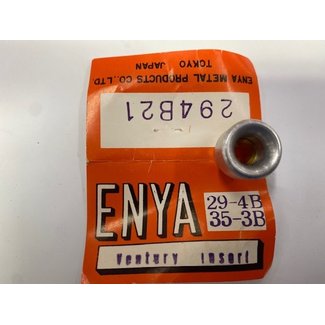 ENYA METAL PRODUCTS CO.,LTD.
TOKYO JAPAN
294B21
ENYA
29-4B
35-3B
Ventury insert